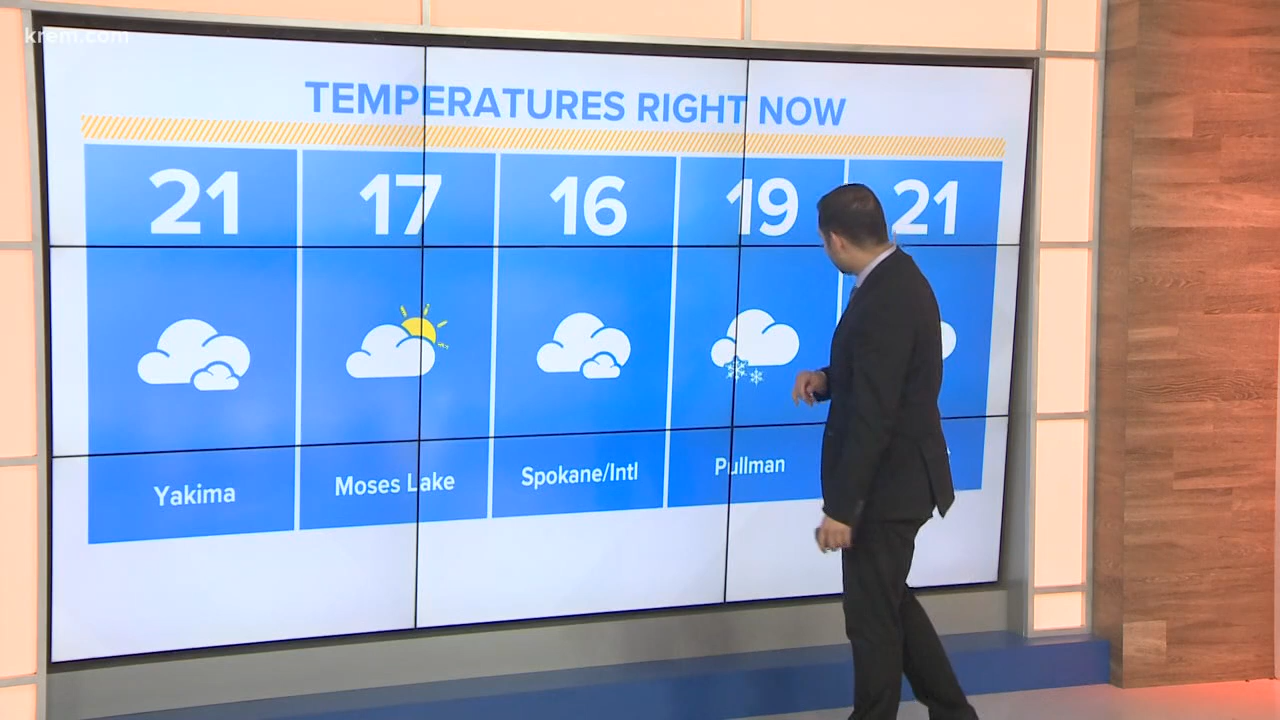 krem.com
TEMPERATURES RIGHT NOW
21 17 16 19 21
Yakima Moses Lake Spokane/Intl Pullman